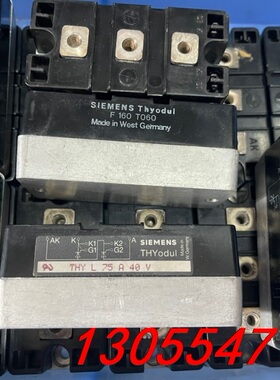 SIEMENS Thyodul
F 160 T060
Made in West Germany
AK K K1 K2 A
G1 G2
SIEMENS
THYodul
THY L 75 A 40 V
1305547